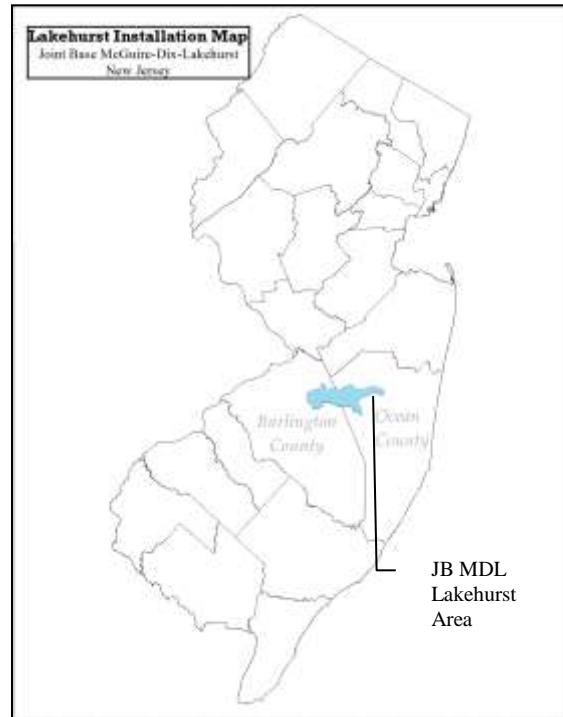 Lakehurst Installation Map
Joint Base McGuire-Dix-Lakehurst
New Jersey
Burlington
County
Ocean
County
JB MDL
Lakehurst
Area